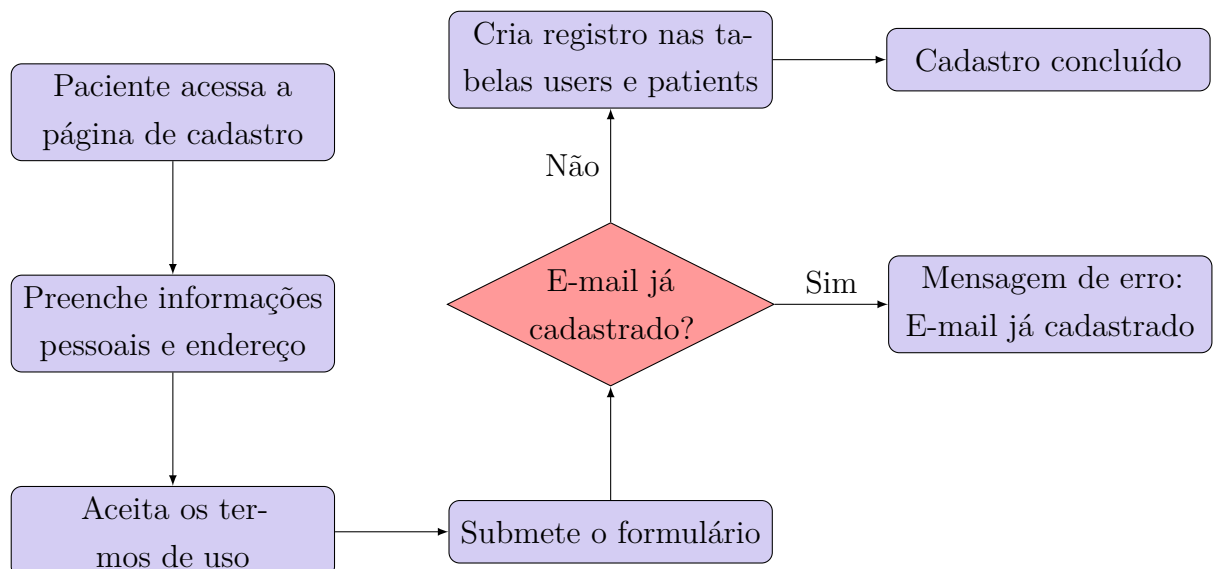 Paciente acessa a
página de cadastro
Preenche informações
pessoais e endereço
Aceita os ter-
mos de uso
Submete o formulário
E-mail já
cadastrado?
Não
Cria registro nas ta-
belas users e patients
Cadastro concluído
Sim
Mensagem de erro:
E-mail já cadastrado